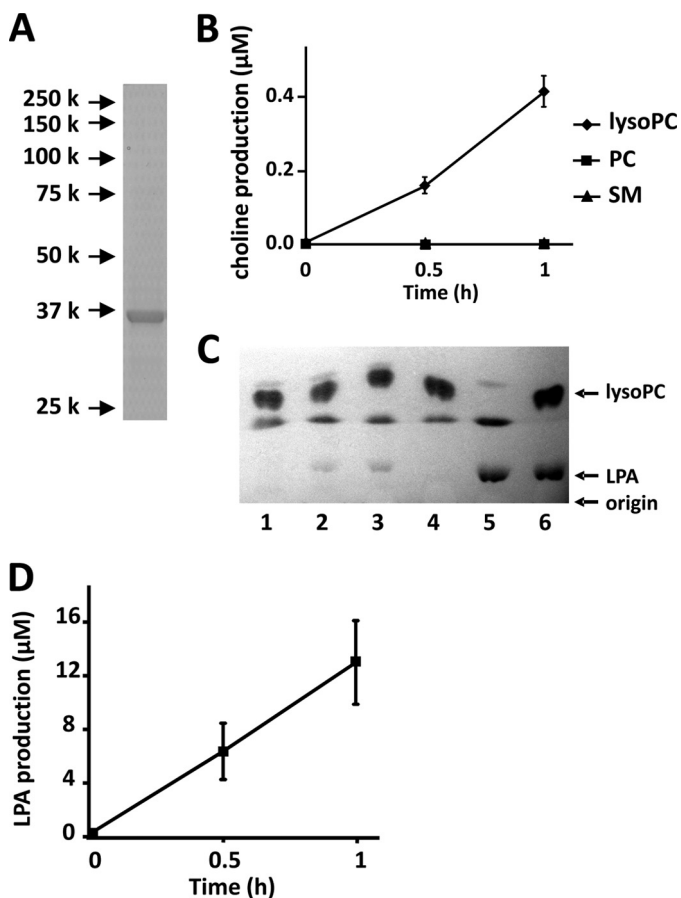 A
250 k
150 k
100 k
75 k
50 k
37 k
25 k
B
choline production (µM)
0.4
0.2
0.0
0 0.5 1
Time (h)
lysoPC
PC
SM
C
lysoPC
LPA
origin
1 2 3 4 5 6
D
LPA production (µM)
16
12
8
4
0
0 0.5 1
Time (h)